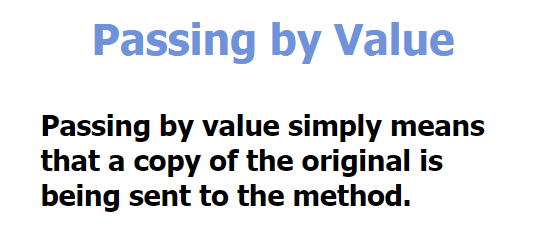 Passing by Value
Passing by value simply means
that a copy of the original is
being sent to the method.